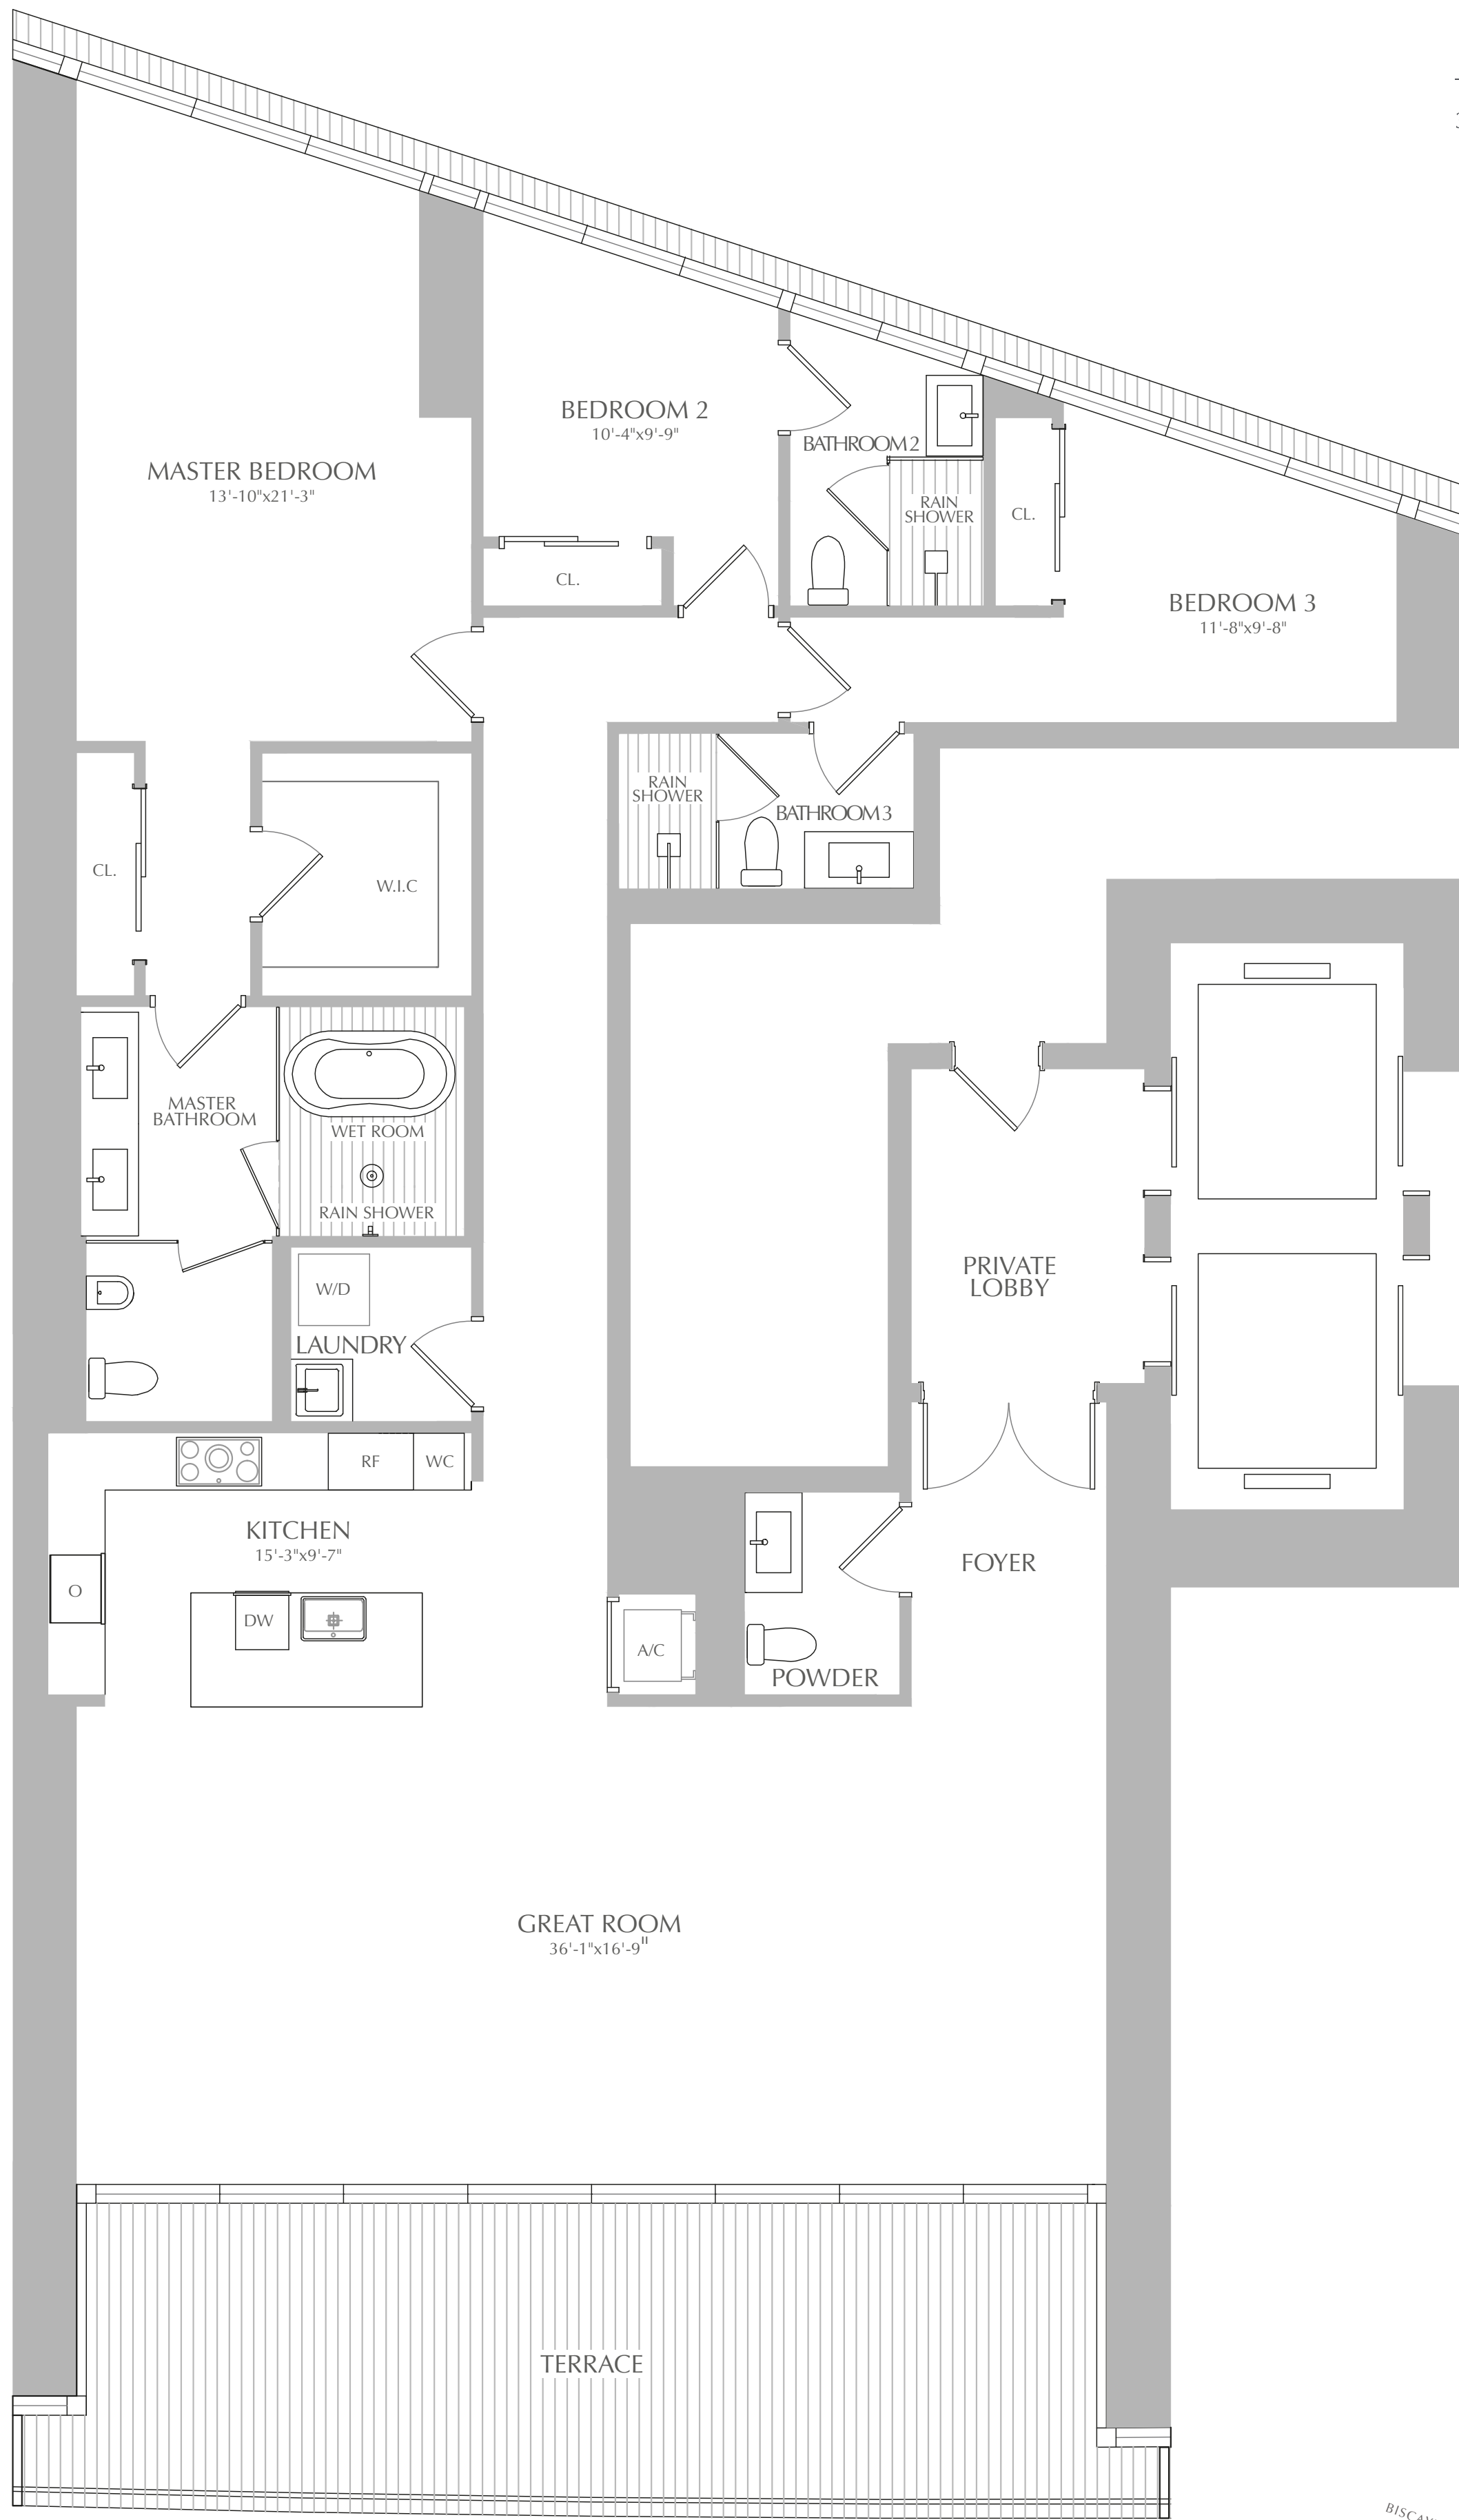 BEDROOM 2
10'-4"x9'-9"
BATHROOM 2
MASTER BEDROOM
13'-10"x21'-3"
RAIN
SHOWER
CL.
CL.
BEDROOM 3
11'-8"x9'-8"
RAIN
SHOWER
BATHROOM 3
CL.
W.I.C
MASTER
BATHROOM
WET ROOM
RAIN SHOWER
PRIVATE
LOBBY
W/D
LAUNDRY
RF
WC
KITCHEN
15'-3"x9'-7"
FOYER
O
DW
A/C
POWDER
GREAT ROOM
36'-1"x16'-9"
TERRACE